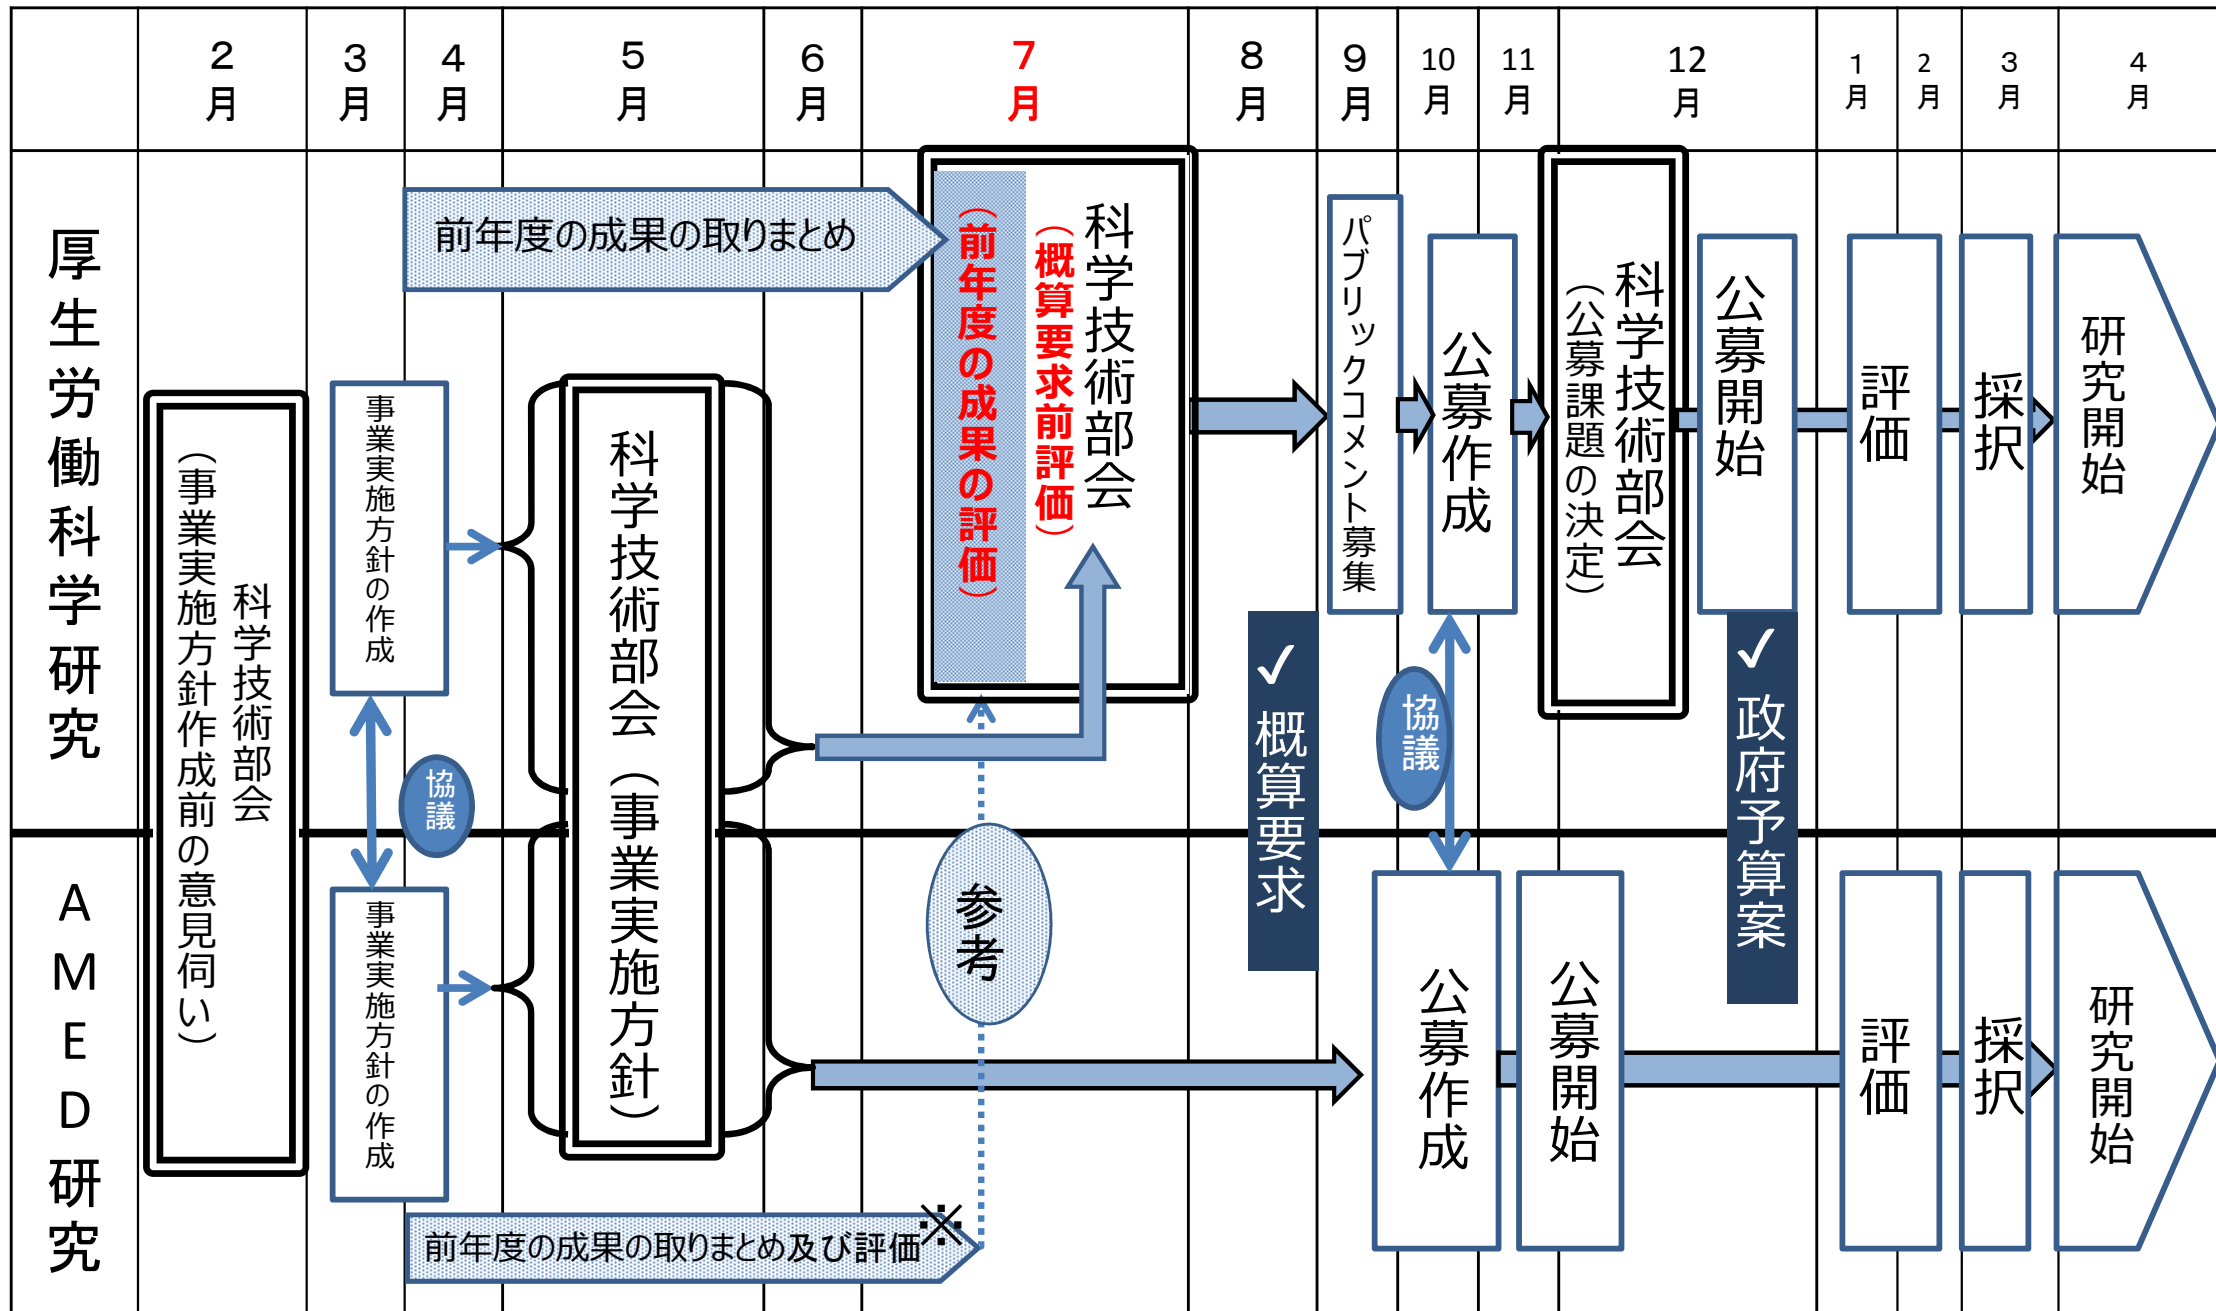 ２月
３月
４月
５月
６月
７月
８月
９月
10月
11月
12月
１月
２月
３月
４月
厚生労働科学研究
科学技術部会
（事業実施方針作成前の意見伺い）
事業実施方針の作成
協議
前年度の成果の取りまとめ
科学技術部会（事業実施方針）
科学技術部会
（概算要求前評価）
（前年度の成果の評価）
✓概算要求
パブリックコメント募集
公募作成
協議
科学技術部会
（公募課題の決定）
公募開始
✓政府予算案
評価
採択
研究開始
ＡＭＥＤ研究
事業実施方針の作成
前年度の成果の取りまとめ及び評価※
参考
公募作成
公募開始
評価
採択
研究開始